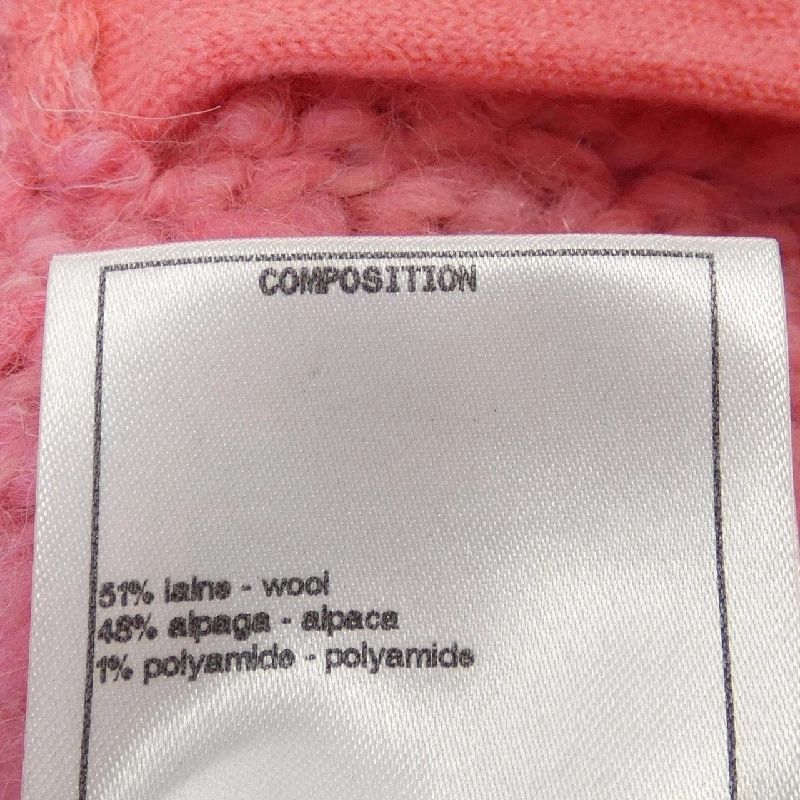 COMPOSITION
51% laine - wool
48% alpaga - alpaca
1% polyamide - polyamide